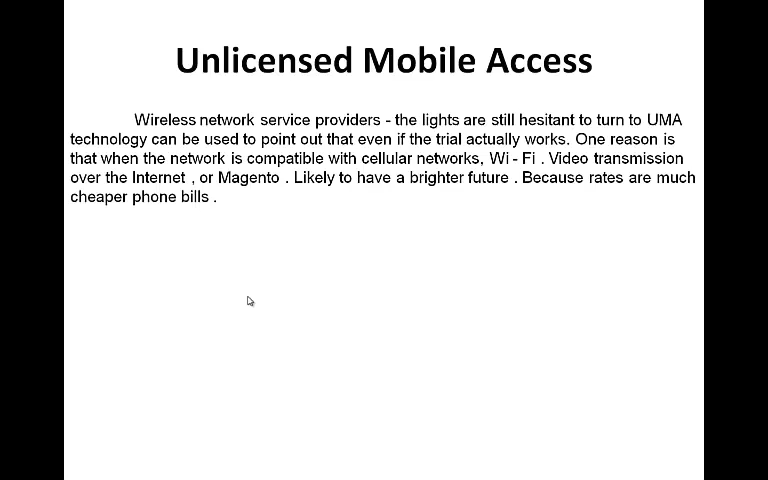 Unlicensed Mobile Access
Wireless network service providers - the lights are still hesitant to turn to UMA
technology can be used to point out that even if the trial actually works. One reason is
that when the network is compatible with cellular networks, Wi - Fi . Video transmission
over the Internet , or Magento . Likely to have a brighter future . Because rates are much
cheaper phone bills .